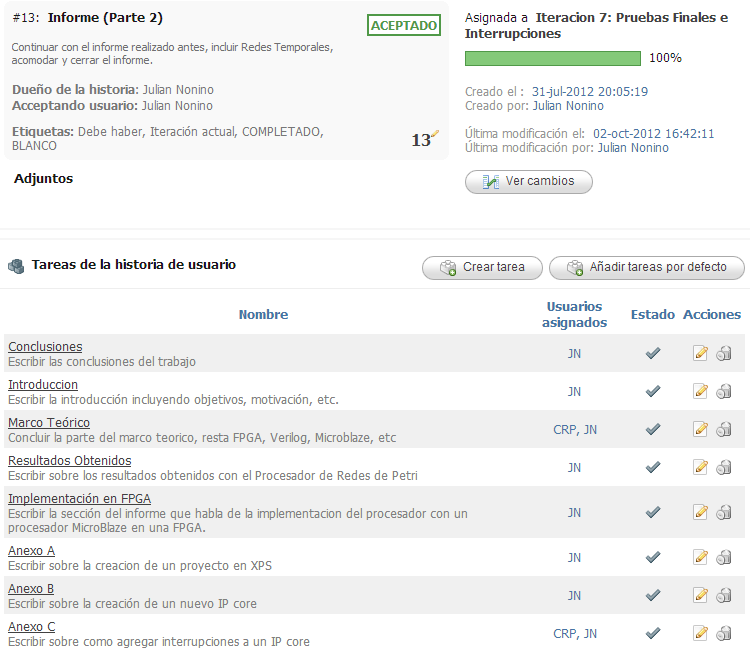 #13: Informe (Parte 2)
ACEPTADO
Continuar con el informe realizado antes, incluir Redes Temporales,
acomodar y cerrar el informe.
Dueño de la historia: Julian Nonino
Aceptando usuario: Julian Nonino
Etiquetas: Debe haber, Iteración actual, COMPLETADO,
BLANCO
13
Adjuntos
Asignada a Iteracion 7: Pruebas Finales e
Interrupciones
100%
Creado el : 31-jul-2012 20:05:19
Creado por: Julian Nonino
Última modificación el: 02-oct-2012 16:42:11
Última modificación por: Julian Nonino
Ver cambios
Tareas de la historia de usuario
Crear tarea
Añadir tareas por defecto
Nombre
Usuarios
asignados
Estado
Acciones
Conclusiones
Escribir las conclusiones del trabajo
JN
Introduccion
Escribir la introducción incluyendo objetivos, motivación, etc.
JN
Marco Teórico
Concluir la parte del marco teorico, resta FPGA, Verilog, Microblaze, etc
CRP, JN
Resultados Obtenidos
Escribir sobre los resultados obtenidos con el Procesador de Redes de Petri
JN
Implementación en FPGA
Escribir la sección del informe que habla de la implementacion del procesador con un
procesador MicroBlaze en una FPGA.
JN
Anexo A
Escribir sobre la creacion de un proyecto en XPS
JN
Anexo B
Escribir sobre la creación de un nuevo IP core
JN
Anexo C
Escribir sobre como agregar interrupciones a un IP core
CRP, JN